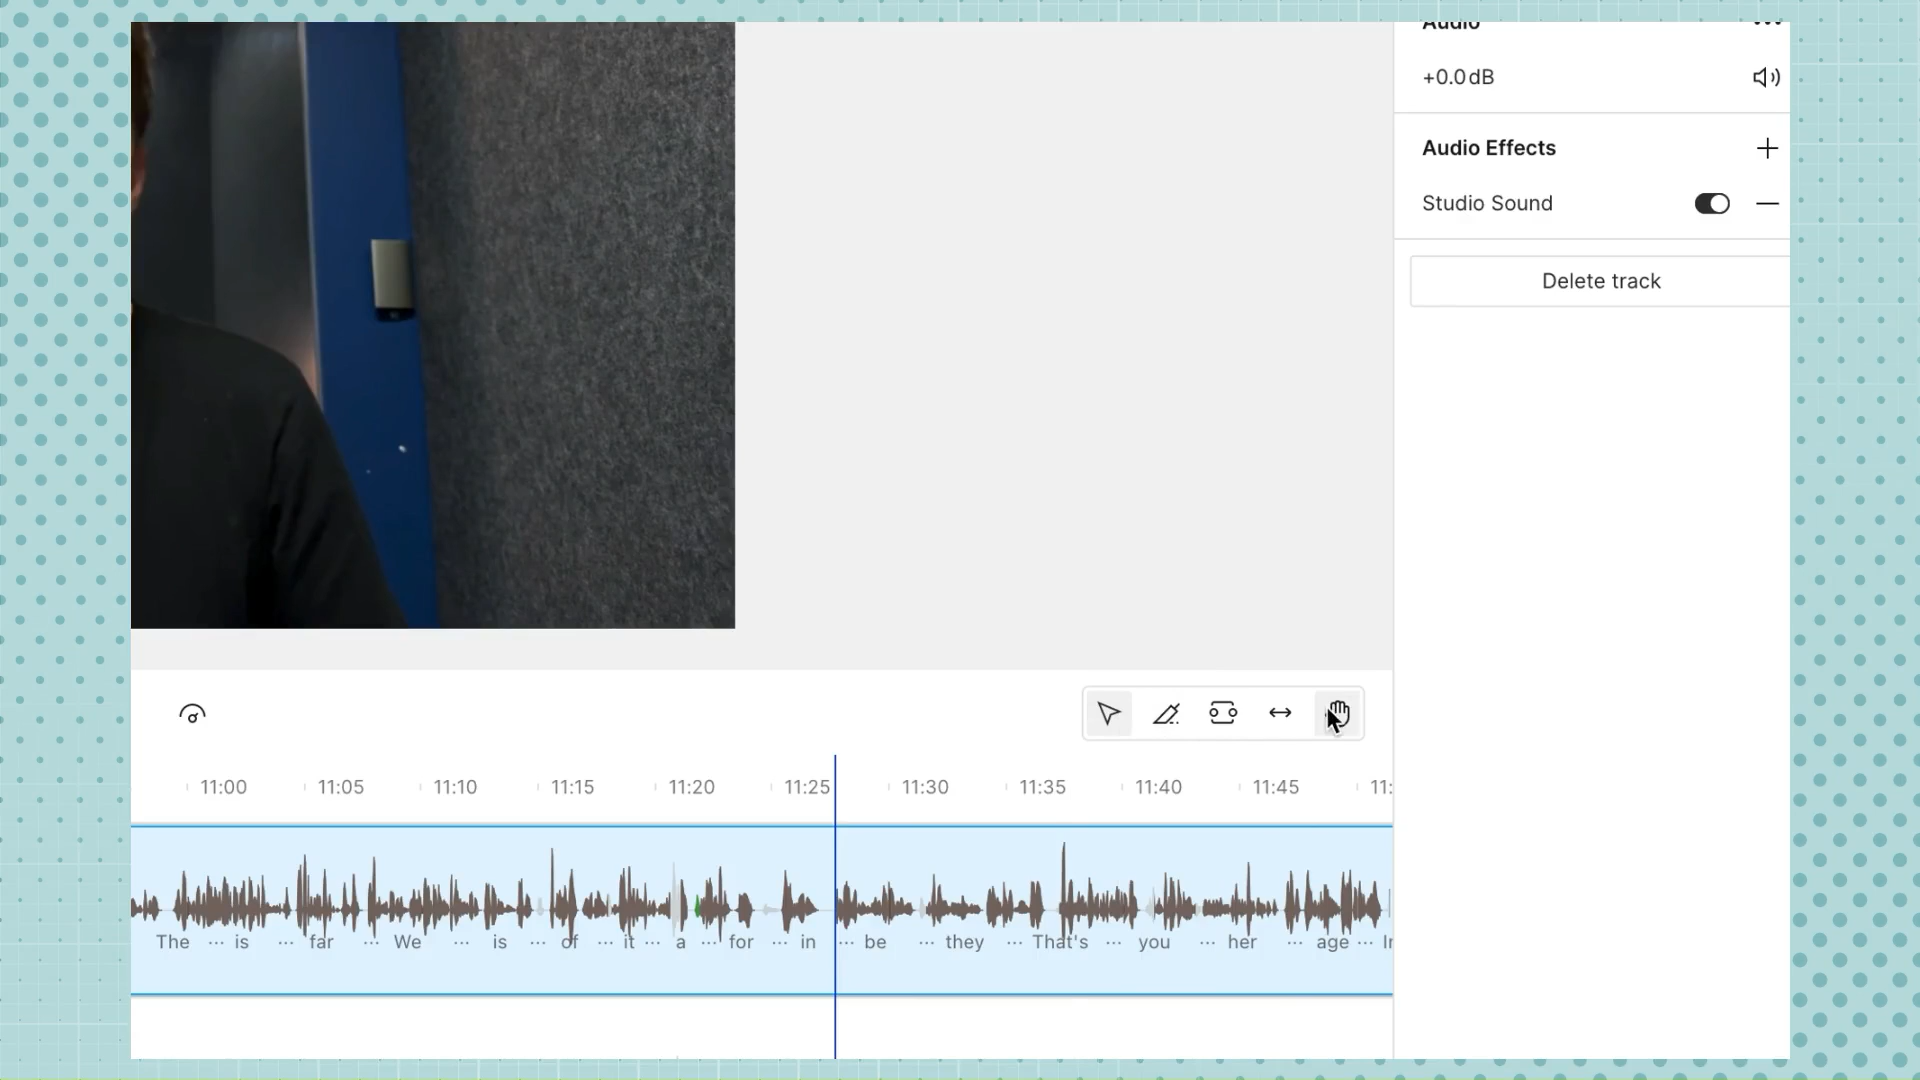 Audio
+0.0dB
Audio Effects
Studio Sound
Delete track
11:00 11:05 11:10 11:15 11:20 11:25 11:30 11:35 11:40 11:45 11:
The ... is ... far ... We ... is ... of ... it ... a ... for ... in ... be ... they ... That's ... you ... her ... age ... In